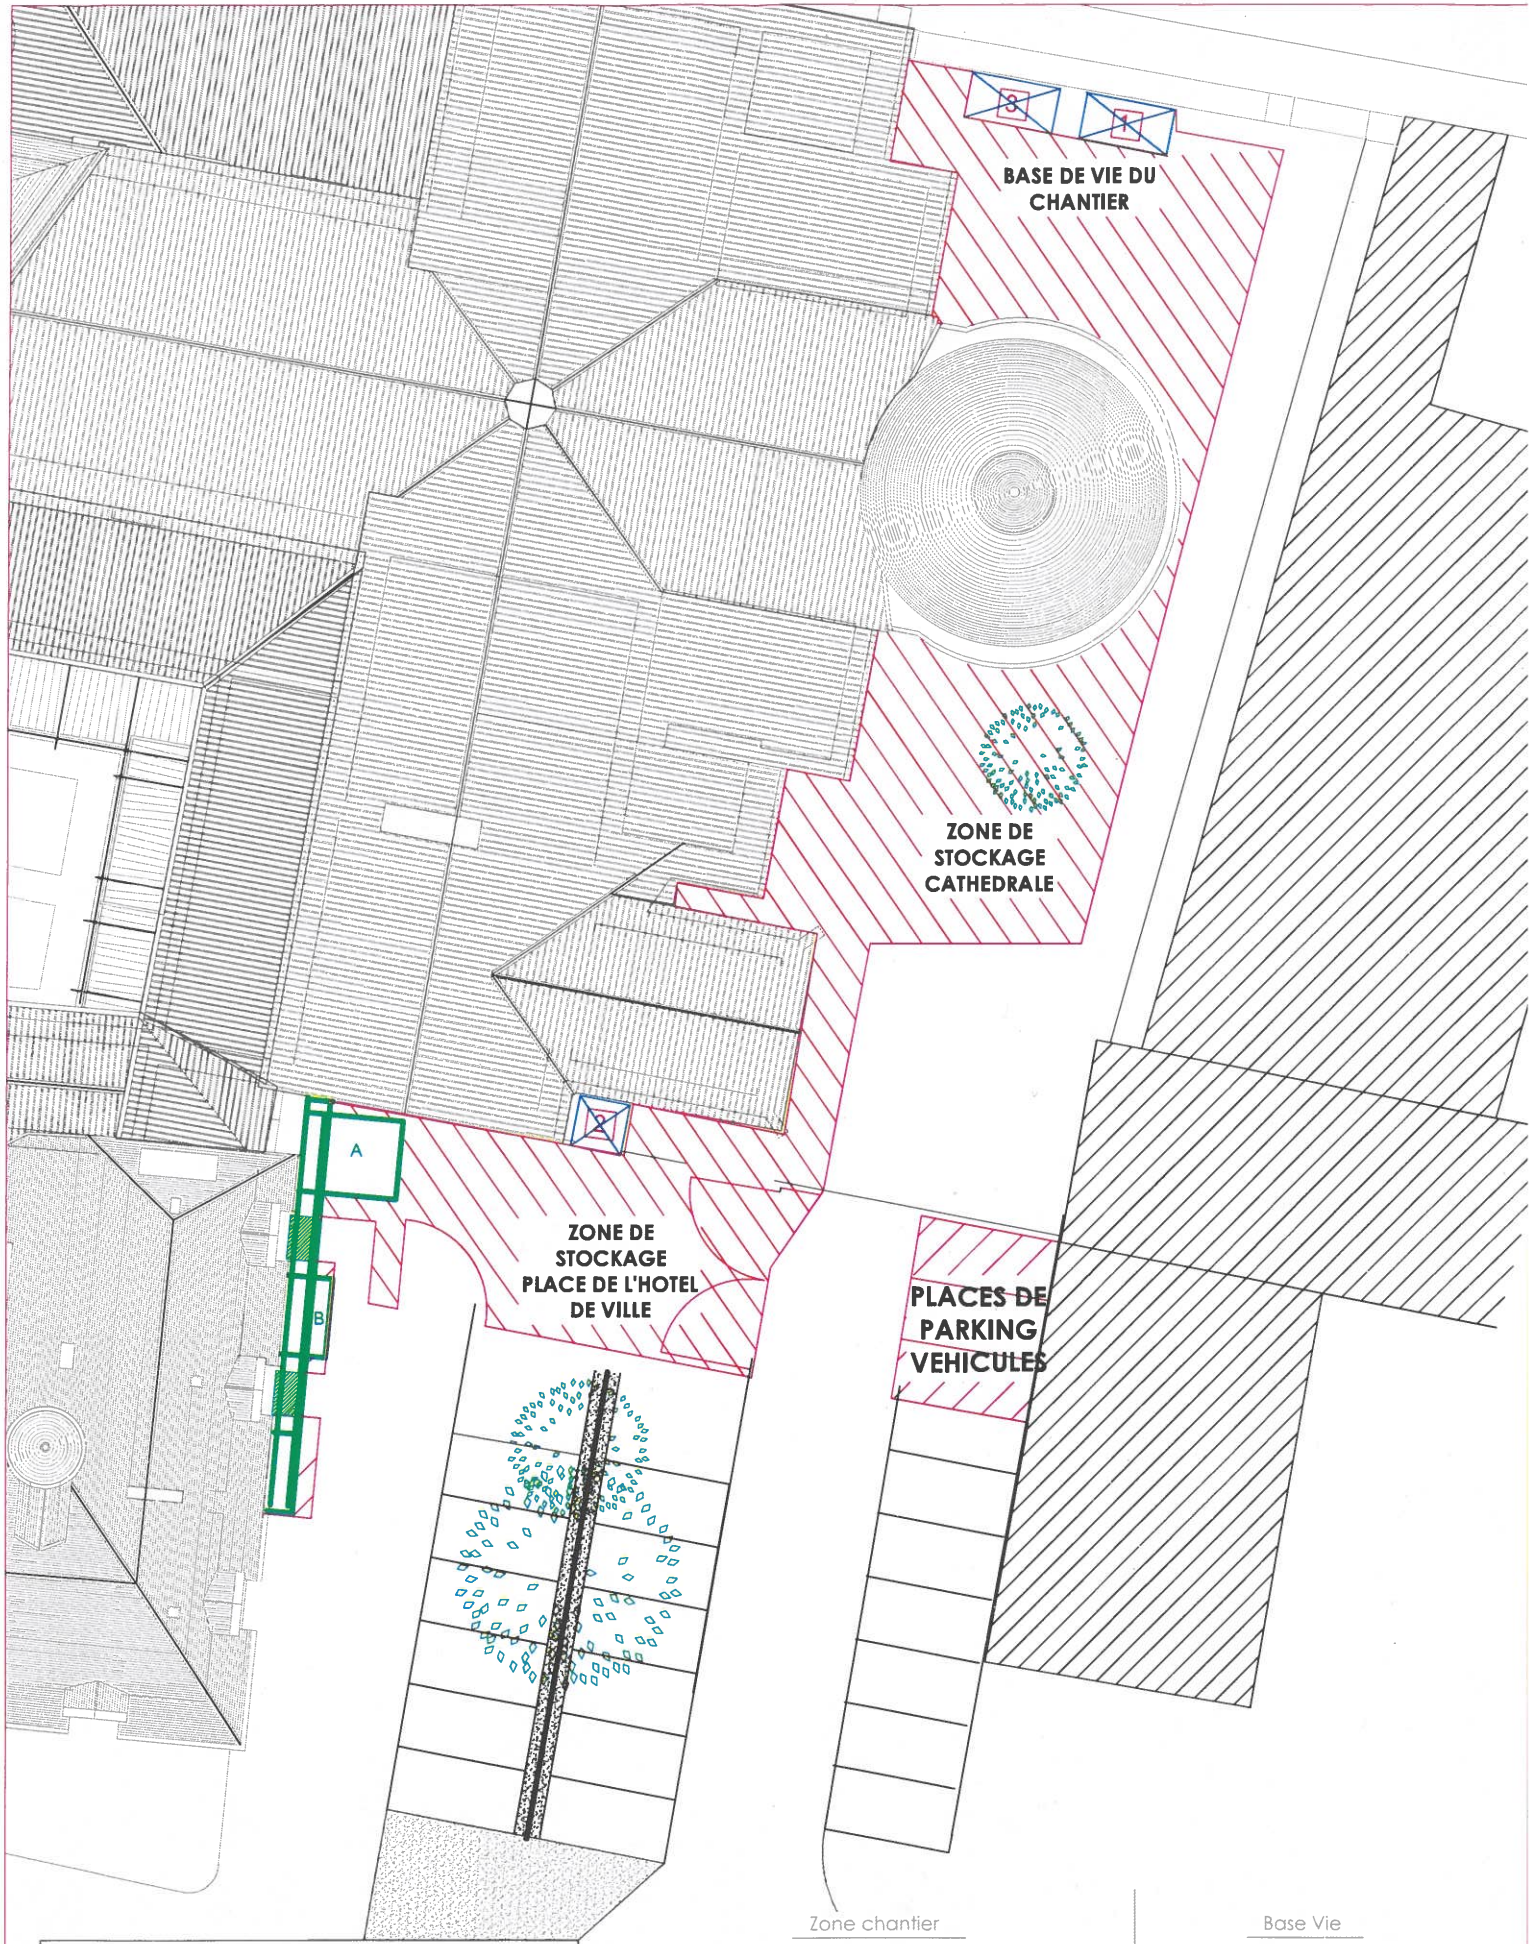 3
1
BASE DE VIE DU
CHANTIER
ZONE DE
STOCKAGE
CATHEDRALE
2
A
ZONE DE
STOCKAGE
PLACE DE L'HOTEL
DE VILLE
B
PLACES DE
PARKING
VEHICULES
Zone chantier
Base Vie